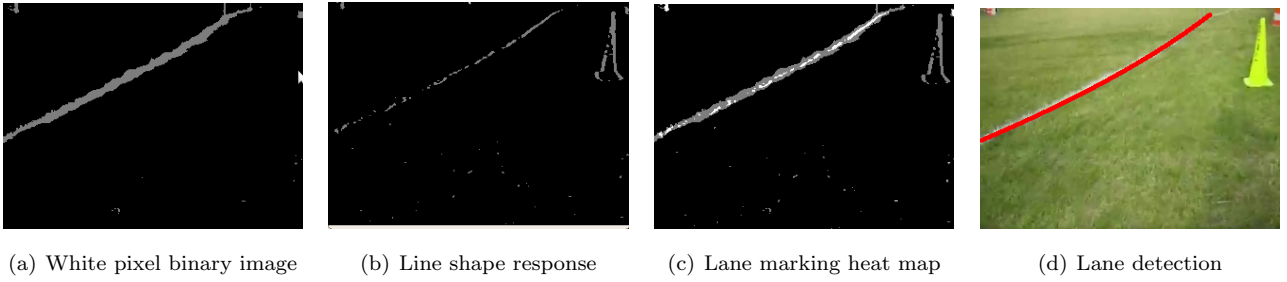 (a) White pixel binary image
(b) Line shape response
(c) Lane marking heat map
(d) Lane detection